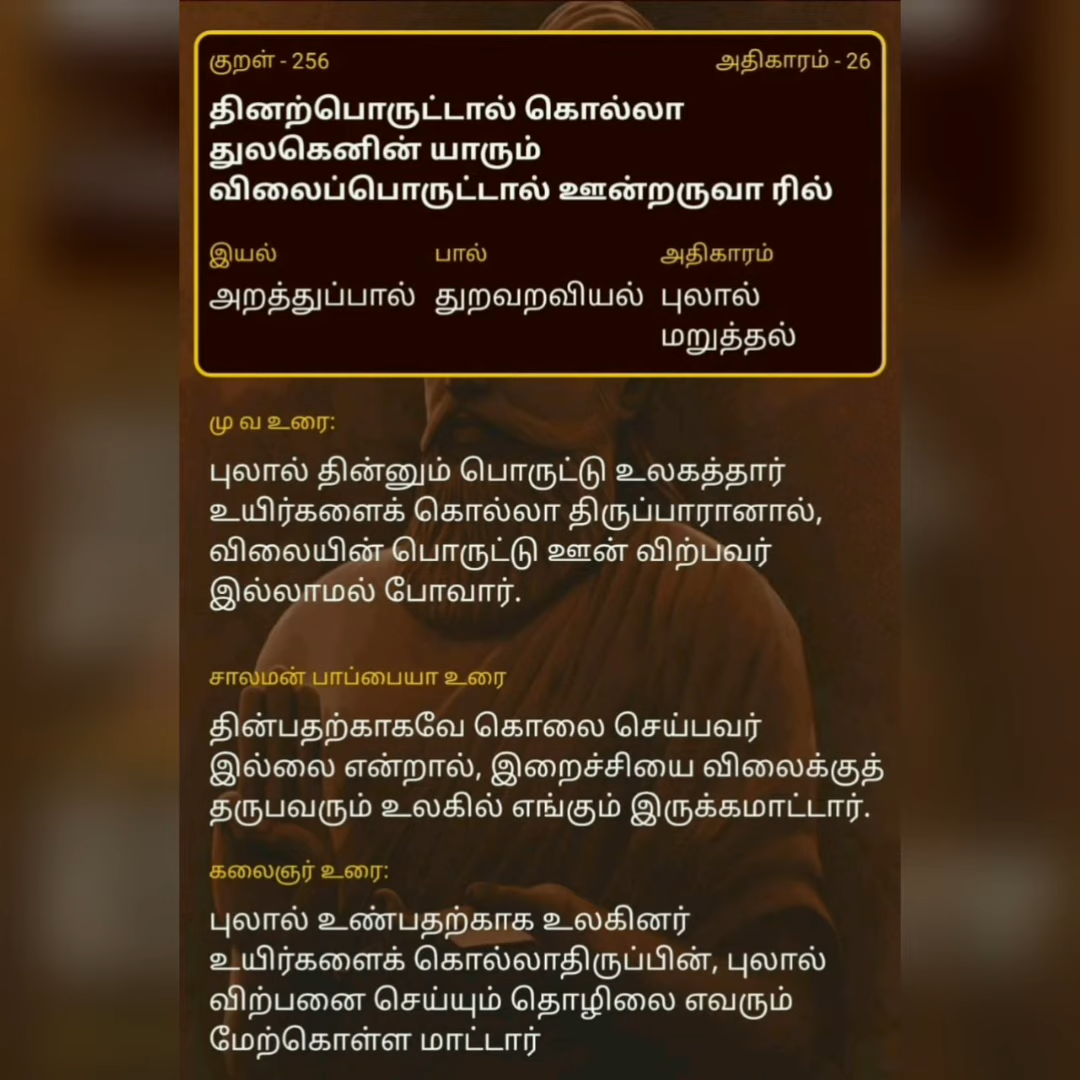 குறள் - 256 அதிகாரம் - 26
தினற்பொருட்டால் கொல்லா
துலகெனின் யாரும்
விலைப்பொருட்டால் ஊன்றருவா ரில்
இயல் பால் அதிகாரம்
அறத்துப்பால் துறவறவியல் புலால்
மறுத்தல்
மு வ உரை:
புலால் தின்னும் பொருட்டு உலகத்தார்
உயிர்களைக் கொல்லா திருப்பாரானால்,
விலையின் பொருட்டு ஊன் விற்பவர்
இல்லாமல் போவார்.
சாலமன் பாப்பையா உரை
தின்பதற்காகவே கொலை செய்பவர்
இல்லை என்றால், இறைச்சியை விலைக்குத்
தருபவரும் உலகில் எங்கும் இருக்கமாட்டார்.
கலைஞர் உரை:
புலால் உண்பதற்காக உலகினர்
உயிர்களைக் கொல்லாதிருப்பின், புலால்
விற்பனை செய்யும் தொழிலை எவரும்
மேற்கொள்ள மாட்டார்